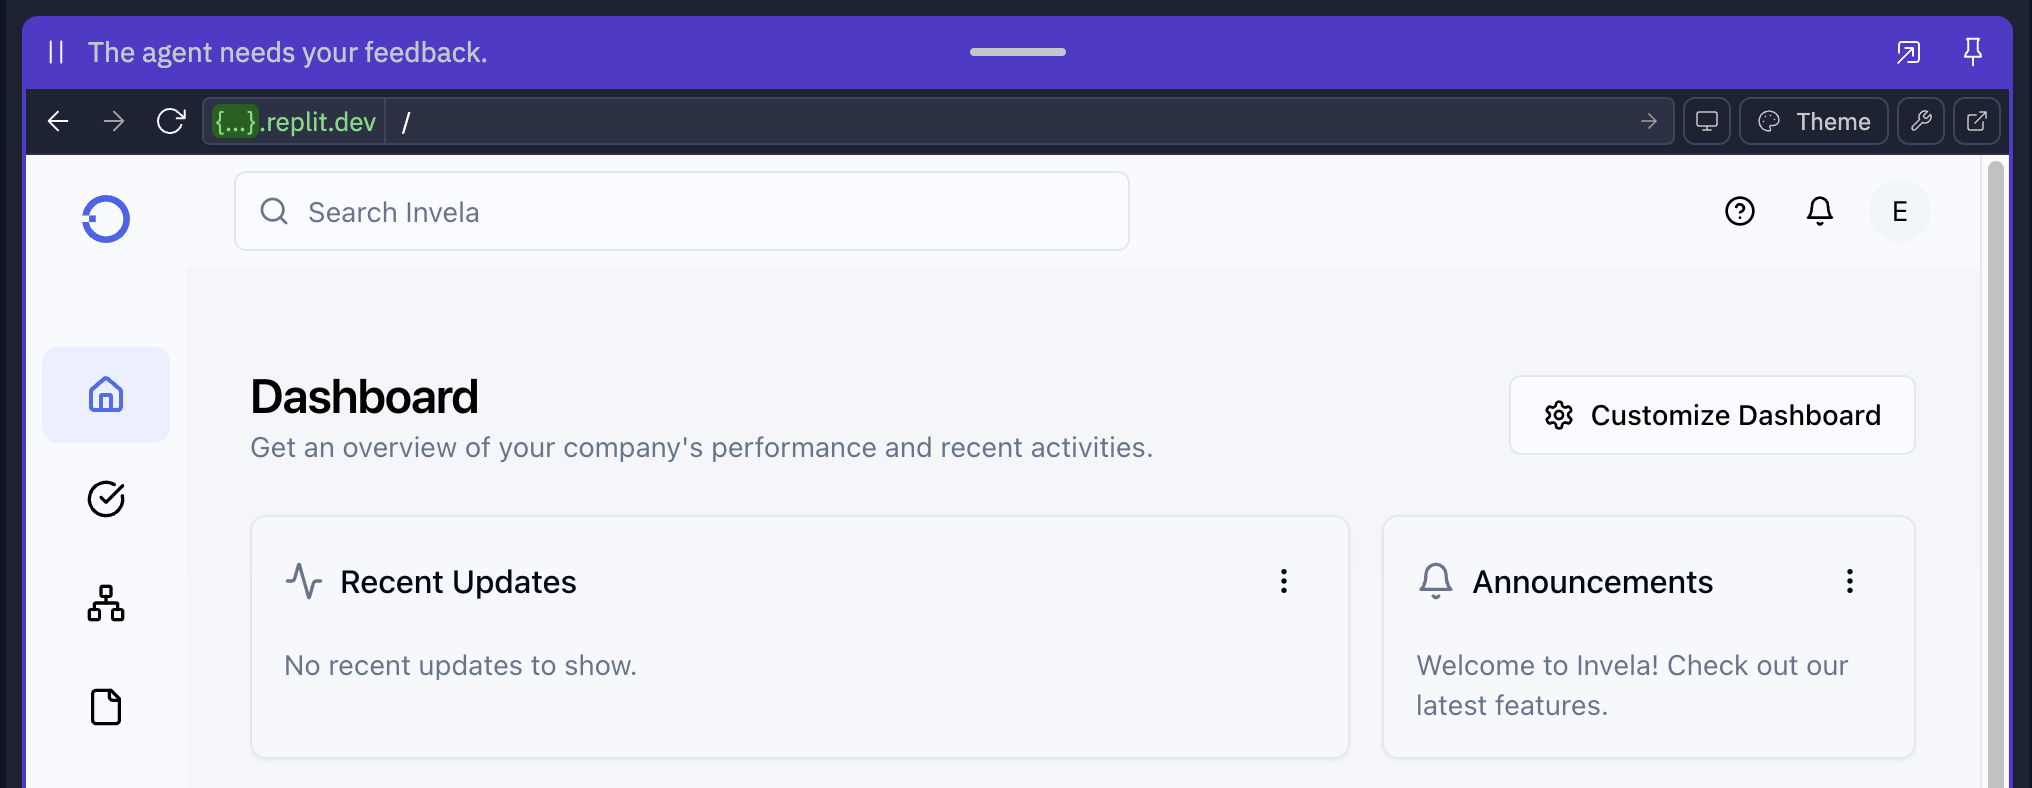 The agent needs your feedback.
{...}.replit.dev /
Theme
Search Invela
E
Dashboard
Get an overview of your company's performance and recent activities.
Customize Dashboard
Recent Updates
No recent updates to show.
Announcements
Welcome to Invela! Check out our
latest features.